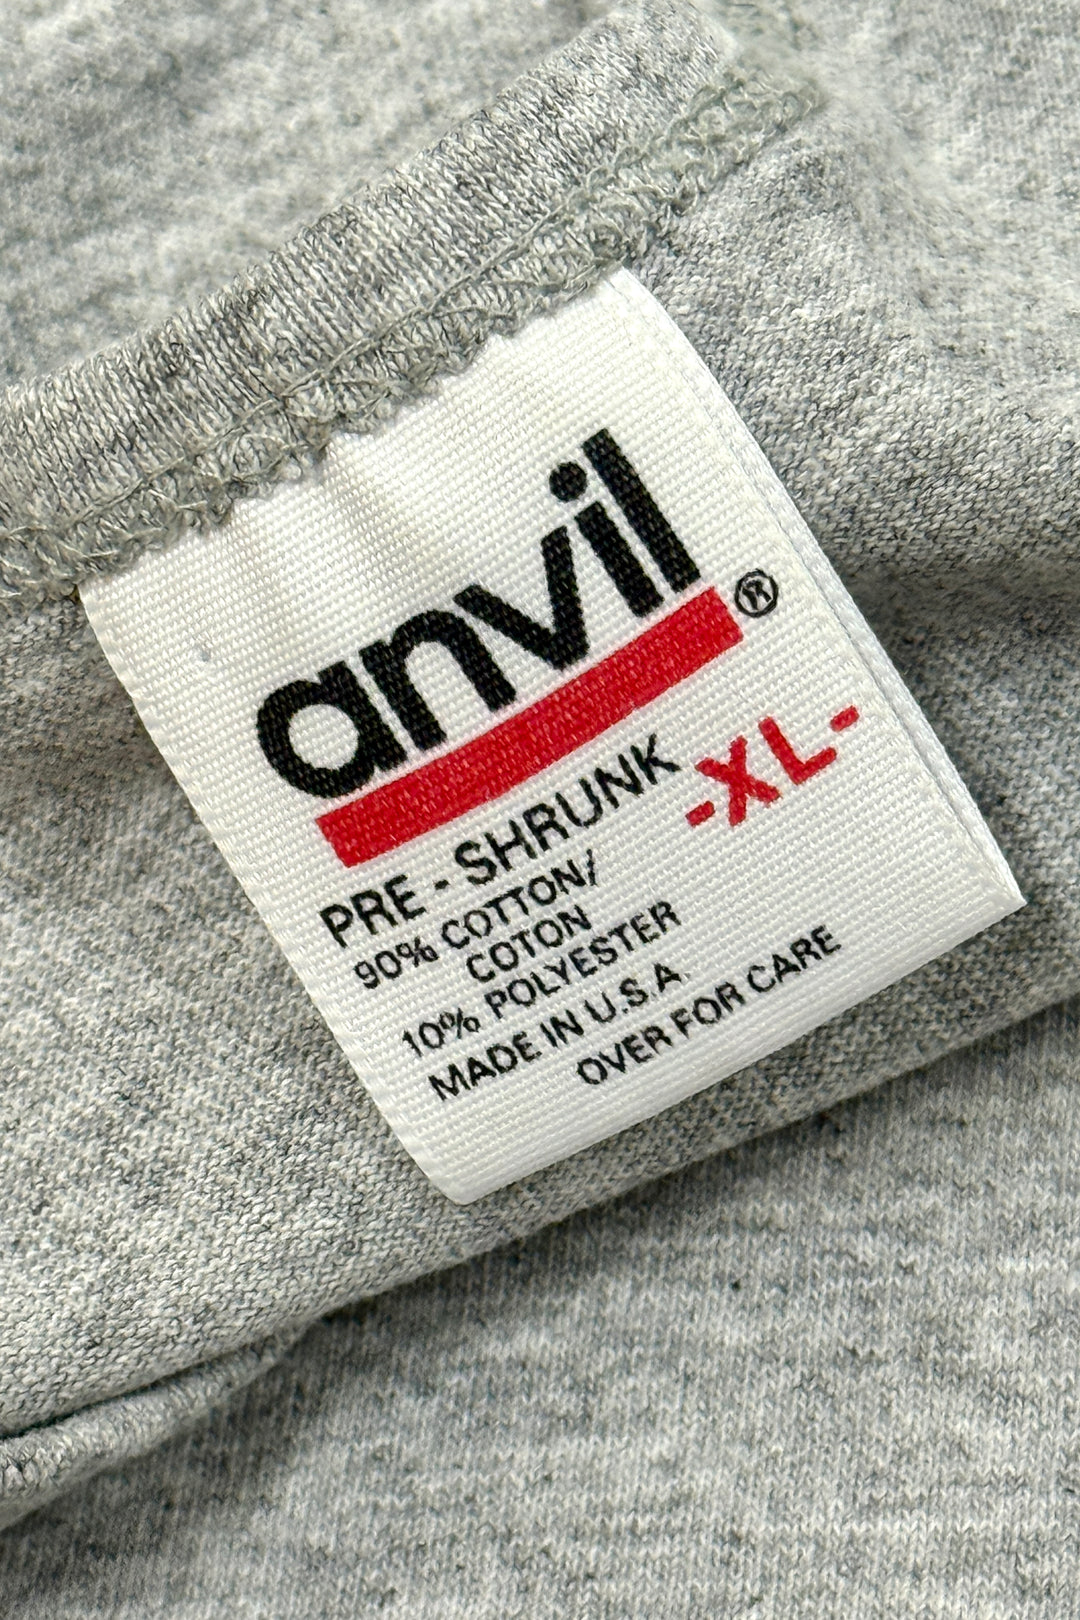 anvil®
-XL-
PRE - SHRUNK
90% COTTON/
COTON
10% POLYESTER
MADE IN U.S.A.
OVER FOR CARE